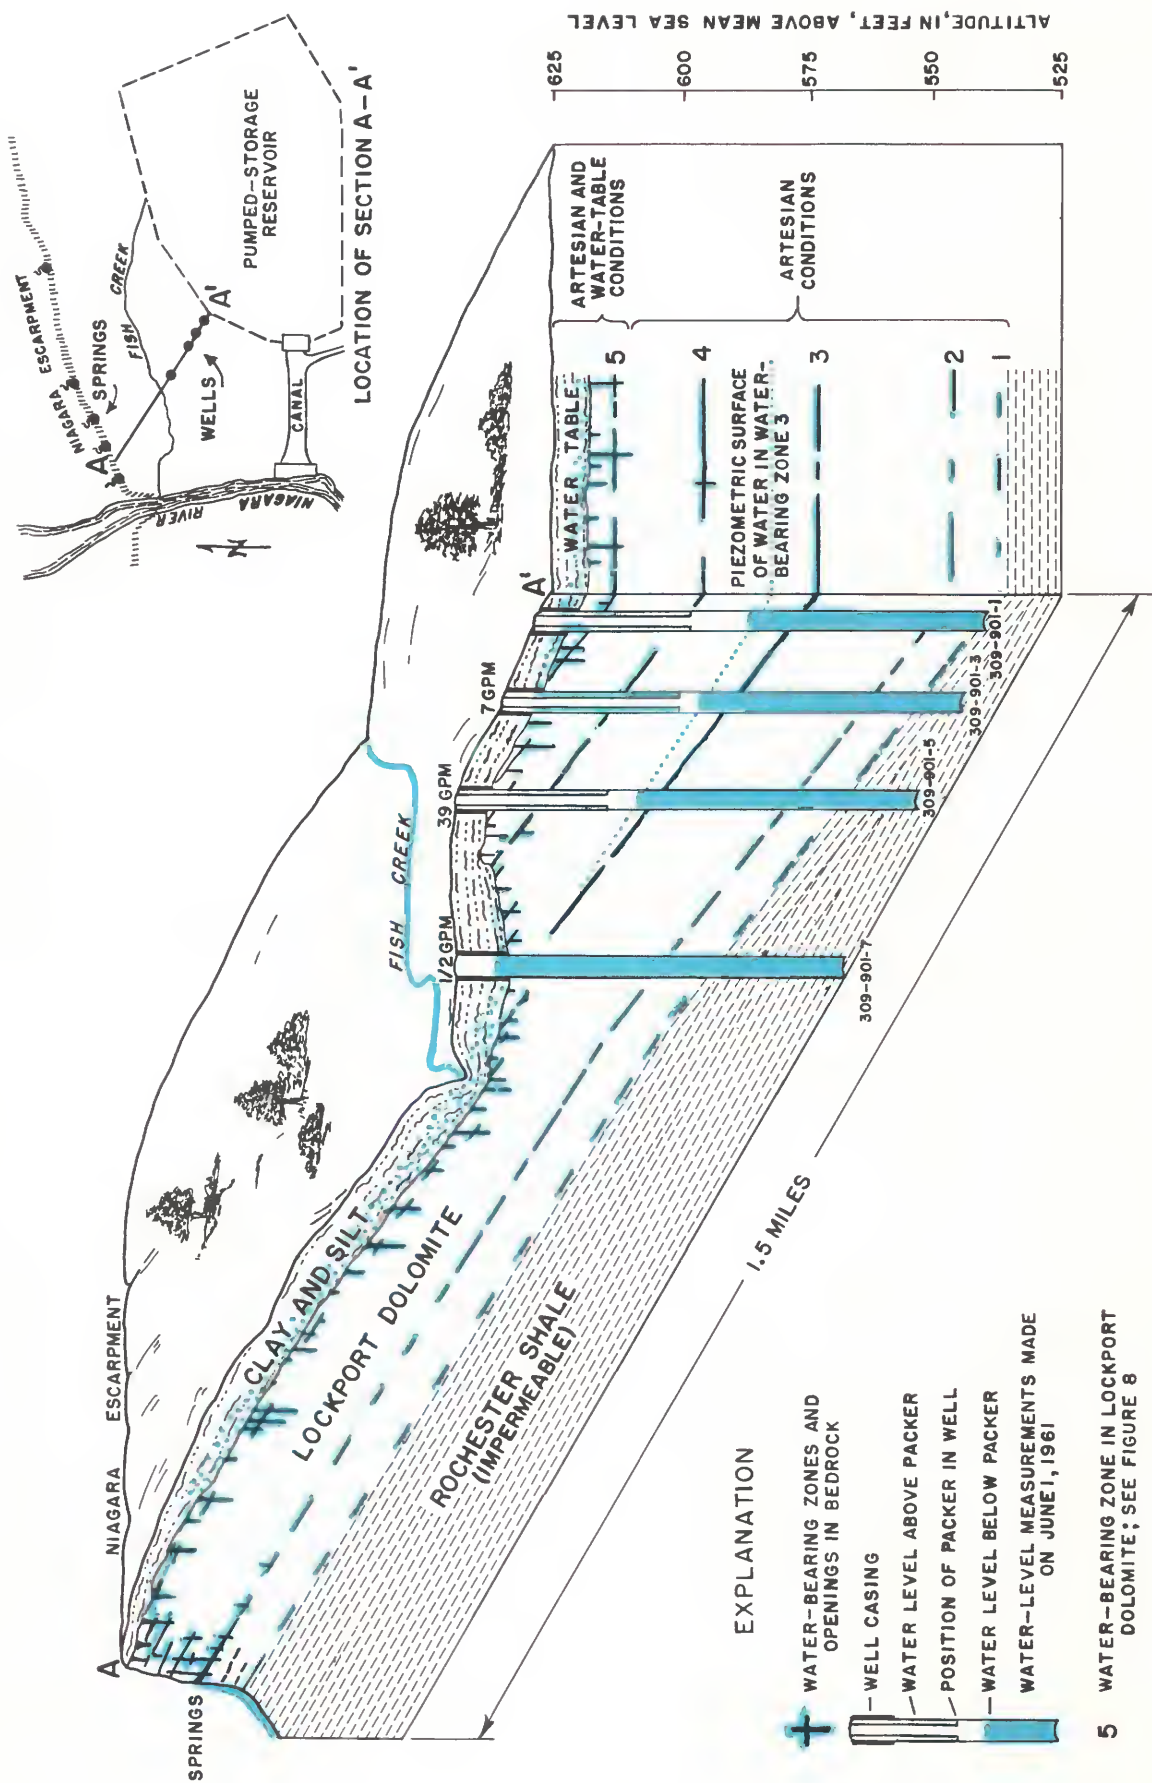 NIAGARA ESCARPMENT
SPRINGS
FISH CREEK
A
A'
WELLS
PUMPED-STORAGE
RESERVOIR
CANAL
NIAGARA
RIVER
N
LOCATION OF SECTION A-A'
A
NIAGARA ESCARPMENT
SPRINGS
FISH CREEK
1/2 GPM
39 GPM
7 GPM
A'
CLAY AND SILT
LOCKPORT DOLOMITE
ROCHESTER SHALE
(IMPERMEABLE)
309-901-7
309-901-5
309-901-3
309-901-1
1.5 MILES
WATER TABLE
PIEZOMETRIC SURFACE
OF WATER IN WATER-
BEARING ZONE 3
5
4
3
2
1
ARTESIAN AND
WATER-TABLE
CONDITIONS
ARTESIAN
CONDITIONS
625
600
575
550
525
ALTITUDE, IN FEET, ABOVE MEAN SEA LEVEL
EXPLANATION
WATER-BEARING ZONES AND
OPENINGS IN BEDROCK
WELL CASING
WATER LEVEL ABOVE PACKER
POSITION OF PACKER IN WELL
WATER LEVEL BELOW PACKER
WATER-LEVEL MEASUREMENTS MADE
ON JUNE 1, 1961
5 WATER-BEARING ZONE IN LOCKPORT
DOLOMITE; SEE FIGURE 8